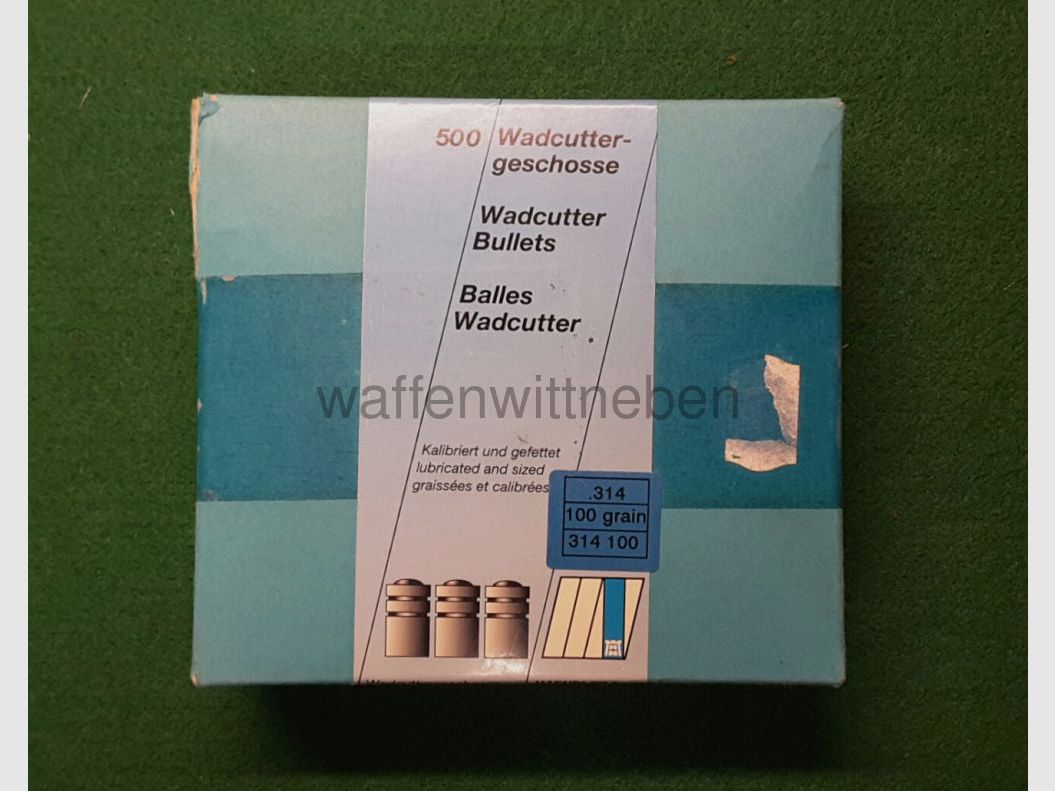 500 Wadcutter-
geschosse
Wadcutter
Bullets
Balles
Wadcutter
waffenwittneben
Kalibriert und gefettet
lubricated and sized
graissées et calibrées
.314
100 grain
314 100